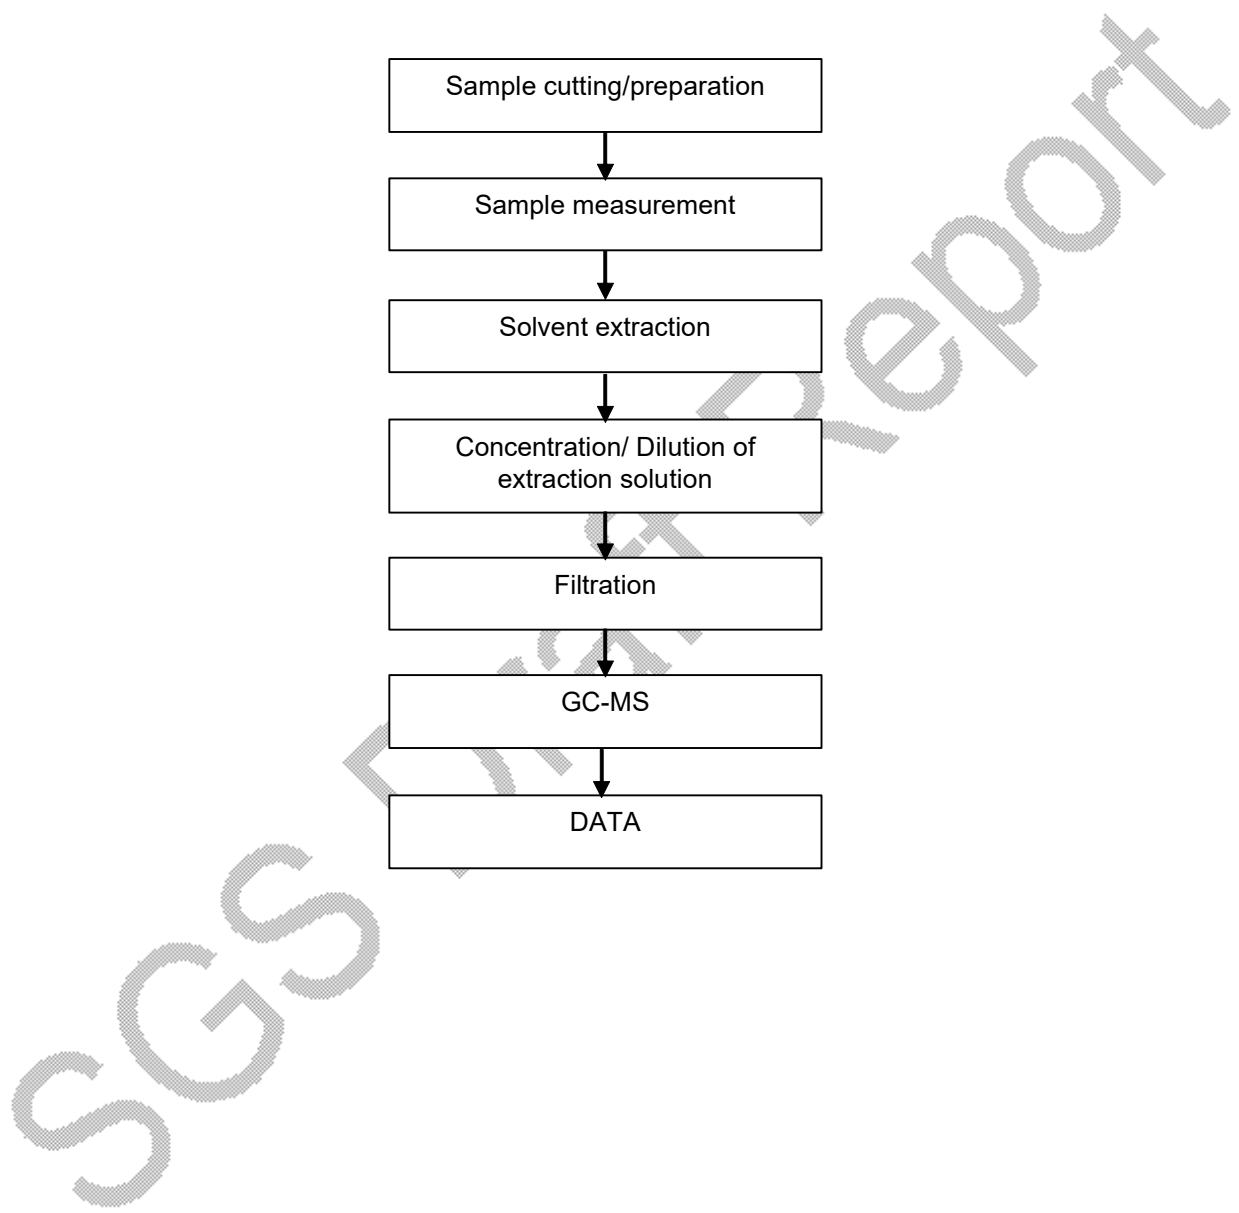 Sample cutting/preparation
Sample measurement
Solvent extraction
Concentration/ Dilution of
extraction solution
Filtration
GC-MS
DATA
SGS Draft Report